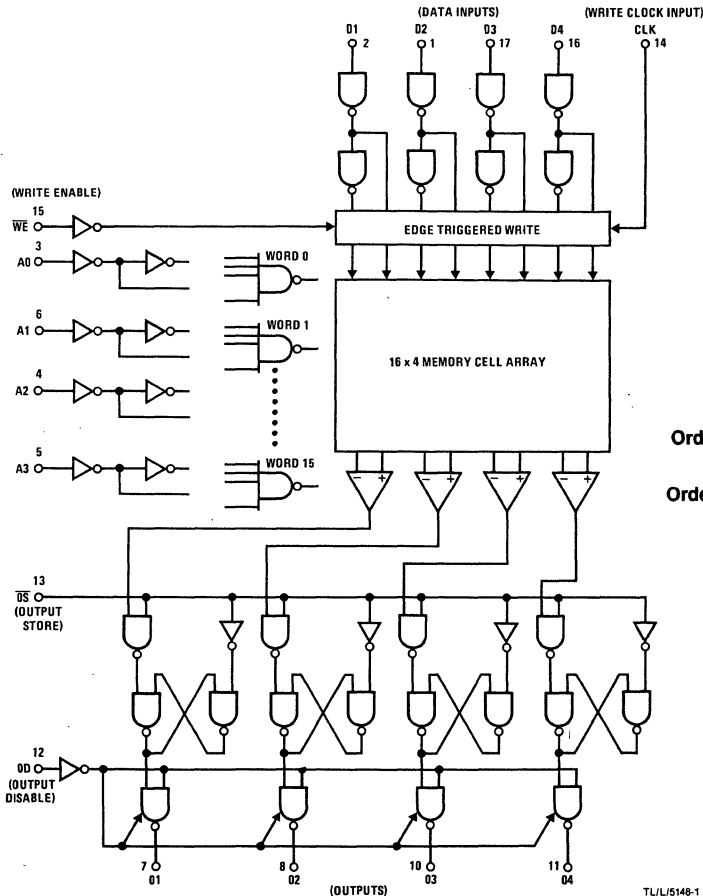 (DATA INPUTS) (WRITE CLOCK INPUT)
D1 D2 D3 D4 CLK
2 1 17 16 14
(WRITE ENABLE)
15
WE
EDGE TRIGGERED WRITE
3
A0
WORD 0
6
A1
WORD 1
16 x 4 MEMORY CELL ARRAY
4
A2
5
A3
WORD 15
Ord
Orde
− + − + − + − +
13
OS
(OUTPUT
STORE)
12
OD
(OUTPUT
DISABLE)
7 8 10 11
O1 O2 O3 O4
(OUTPUTS)
TL/L/5148-1